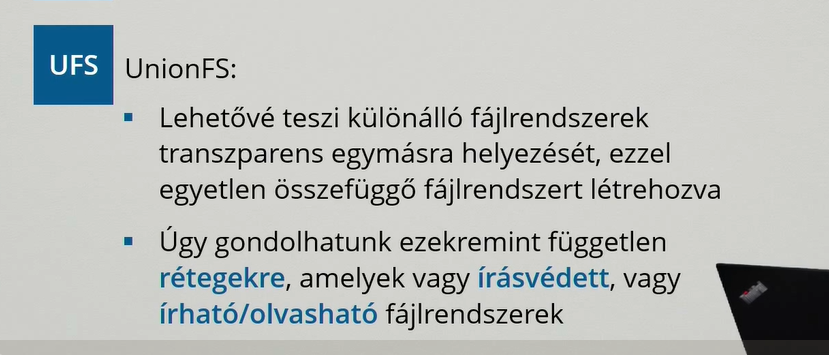 UFS
UnionFS:
Lehetővé teszi különálló fájlrendszerek
transzparens egymásra helyezését, ezzel
egyetlen összefüggő fájlrendszert létrehozva
Úgy gondolhatunk ezekremint független
rétegekre, amelyek vagy írásvédett, vagy
írható/olvasható fájlrendszerek